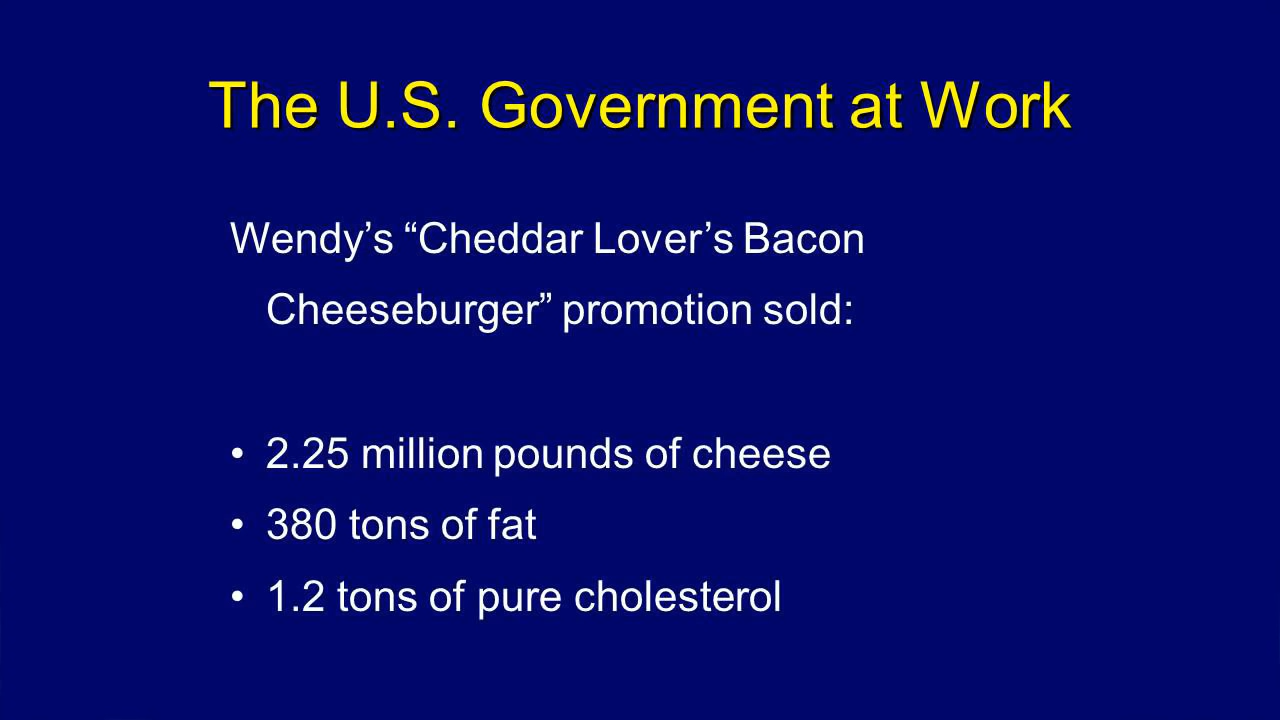 The U.S. Government at Work
Wendy’s “Cheddar Lover’s Bacon
Cheeseburger” promotion sold:
• 2.25 million pounds of cheese
• 380 tons of fat
• 1.2 tons of pure cholesterol